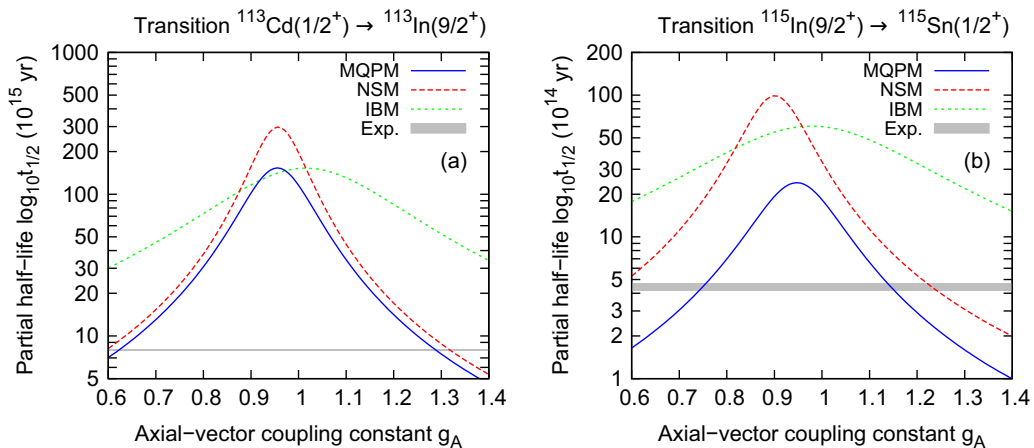 Transition ¹¹³Cd(1/2⁺) → ¹¹³In(9/2⁺)
Partial half-life log₁₀t₁/₂ (10¹⁵ yr)
1000
500
300
200
100
50
30
20
10
5
MQPM
NSM
IBM
Exp.
(a)
0.6 0.7 0.8 0.9 1 1.1 1.2 1.3 1.4
Axial-vector coupling constant g_A
Transition ¹¹⁵In(9/2⁺) → ¹¹⁵Sn(1/2⁺)
Partial half-life log₁₀t₁/₂ (10¹⁴ yr)
200
100
50
30
20
10
5
4
3
2
1
MQPM
NSM
IBM
Exp.
(b)
0.6 0.7 0.8 0.9 1 1.1 1.2 1.3 1.4
Axial-vector coupling constant g_A